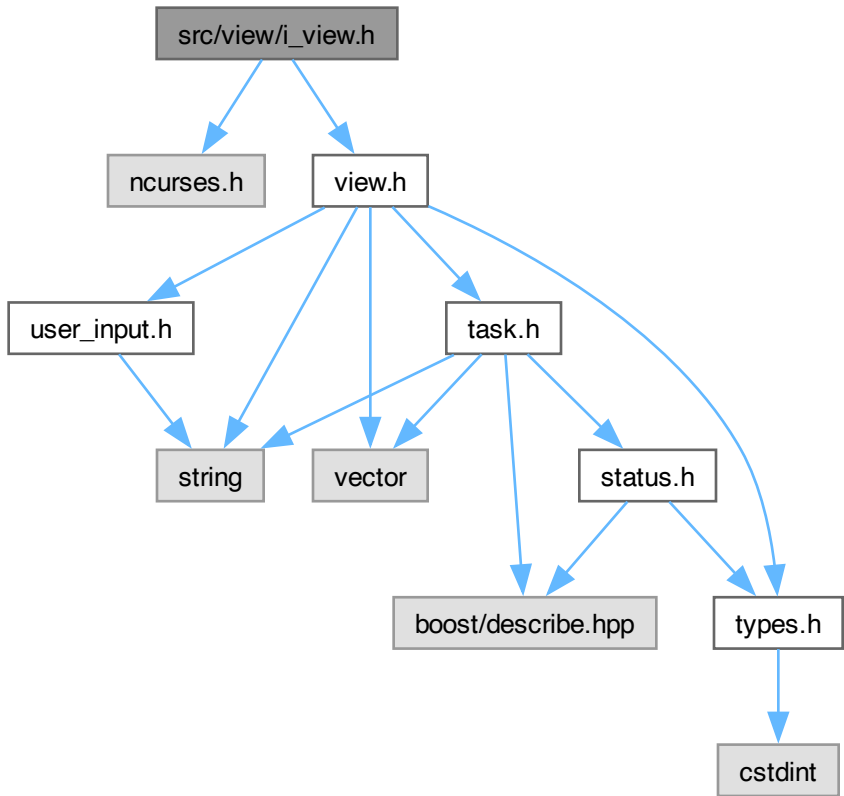 src/view/i_view.h
ncurses.h
view.h
user_input.h
task.h
string
vector
status.h
boost/describe.hpp
types.h
cstdint